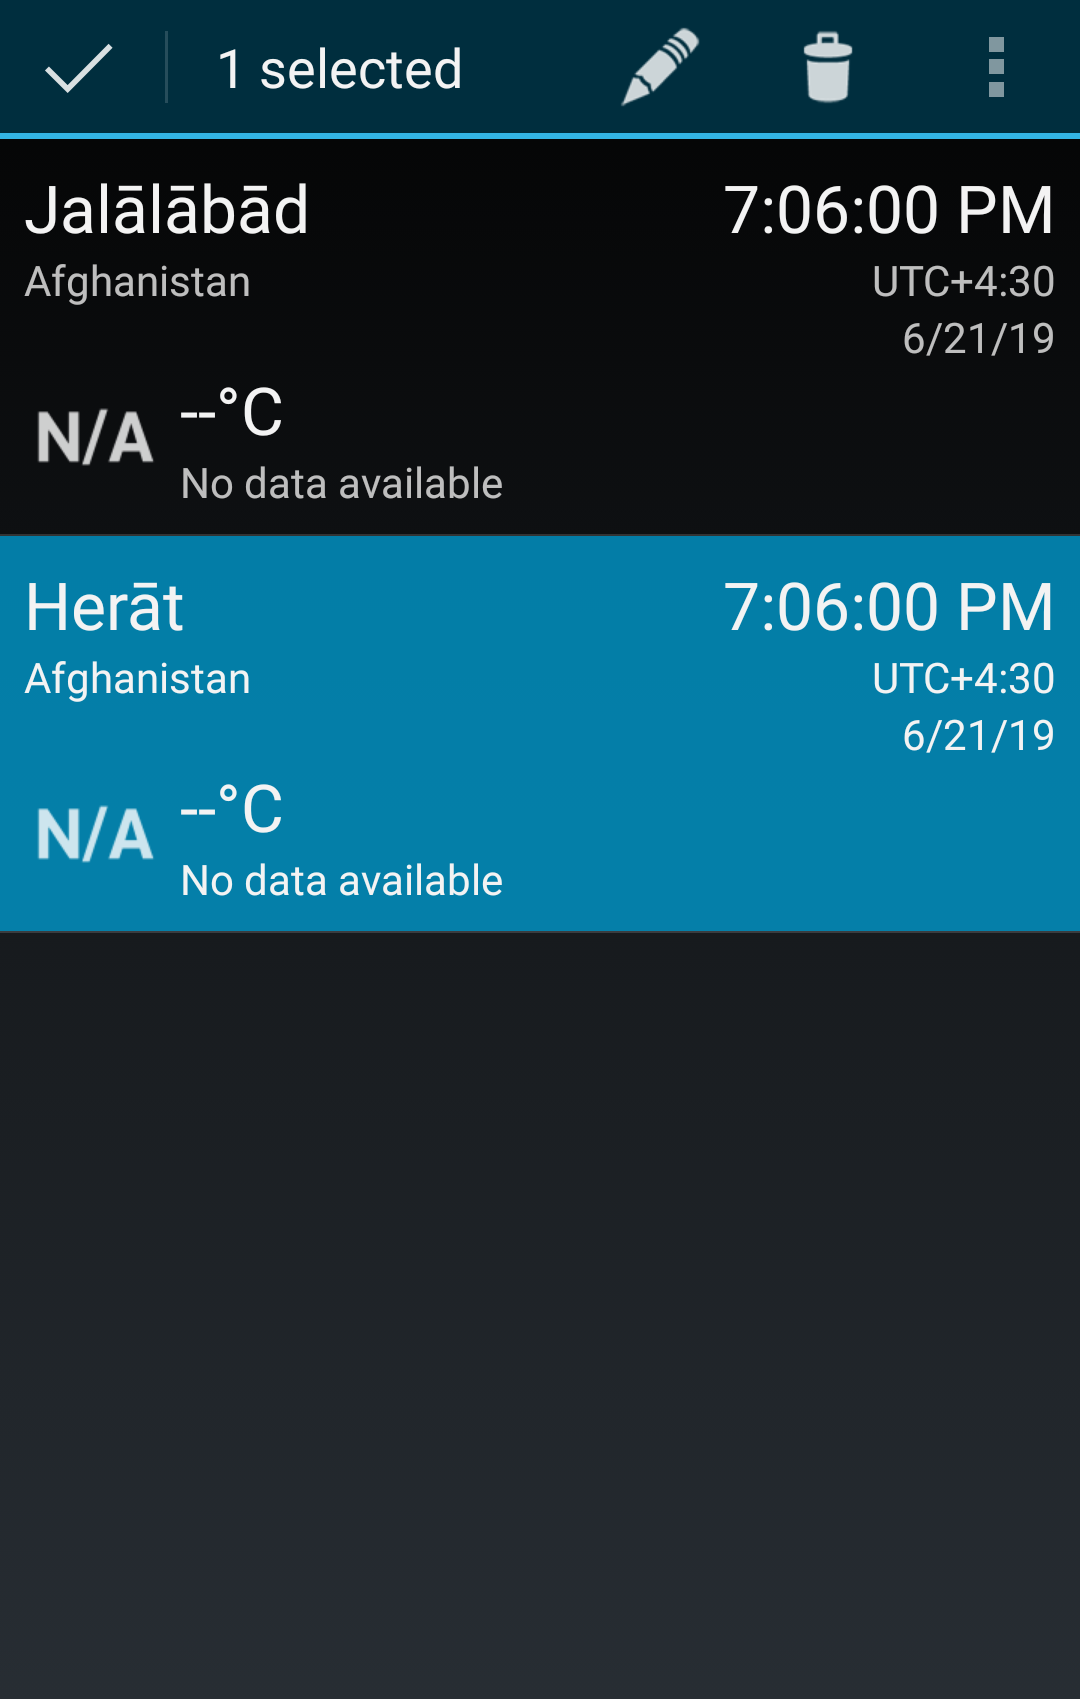 1 selected
Jalālābād
7:06:00 PM
Afghanistan
UTC+4:30
6/21/19
N/A
--°C
No data available
Herāt
7:06:00 PM
Afghanistan
UTC+4:30
6/21/19
N/A
--°C
No data available